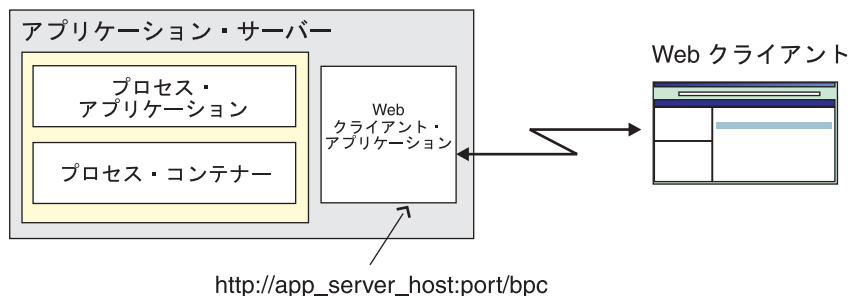 アプリケーション・サーバー
プロセス・
アプリケーション
プロセス・コンテナー
Web
クライアント・
アプリケーション
Web クライアント
http://app_server_host:port/bpc